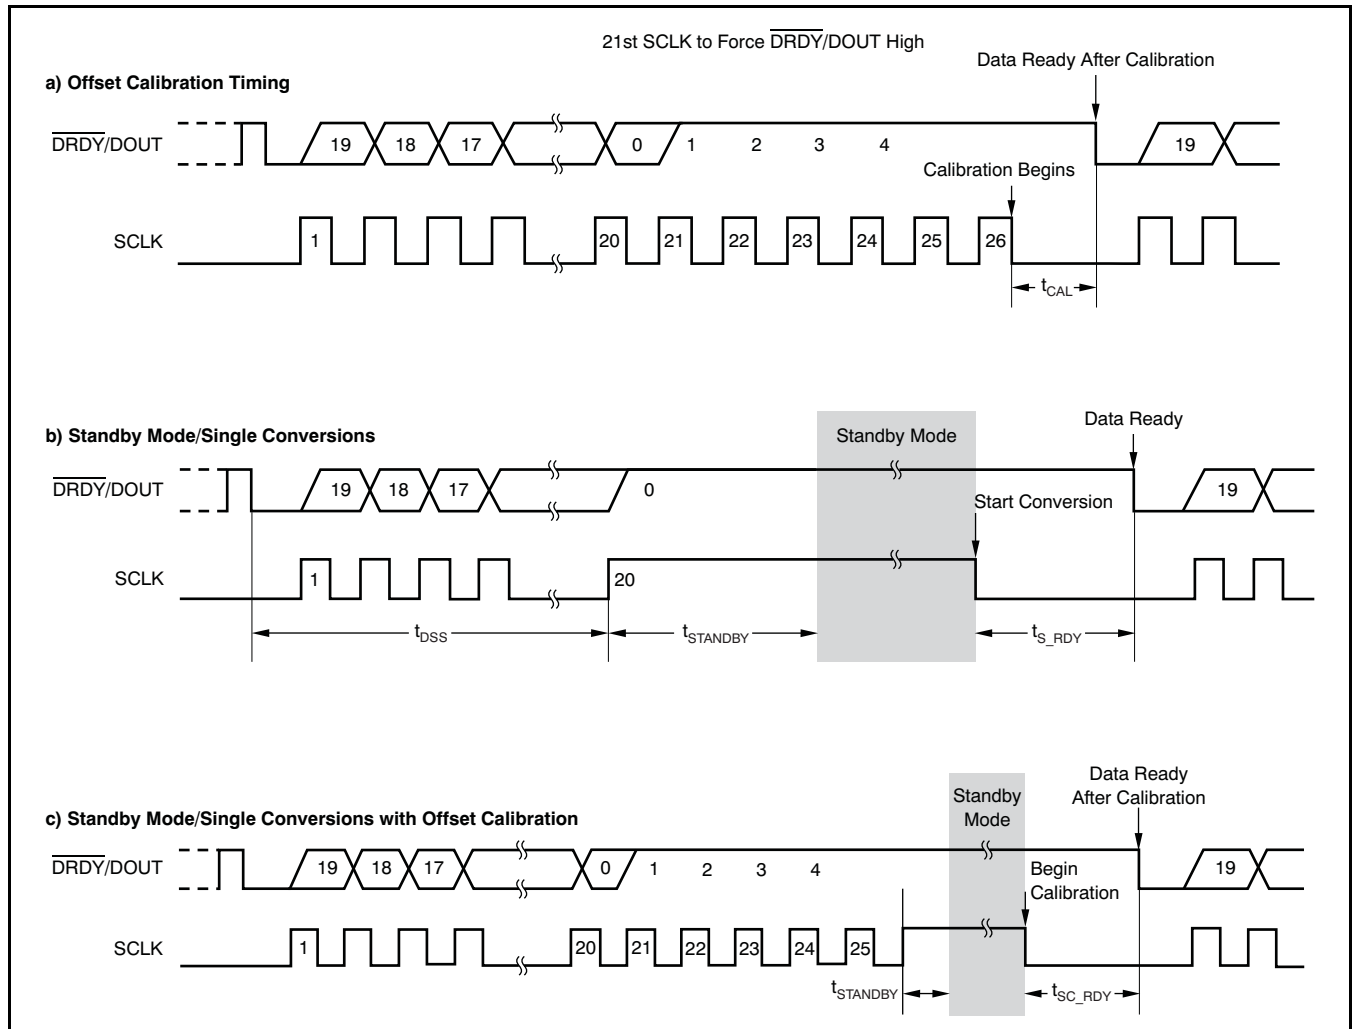 21st SCLK to Force DRDY/DOUT High
Data Ready After Calibration
a) Offset Calibration Timing
DRDY/DOUT
19 18 17 0 1 2 3 4 19
Calibration Begins
SCLK
1 20 21 22 23 24 25 26
tCAL
b) Standby Mode/Single Conversions
Standby Mode
Data Ready
DRDY/DOUT
19 18 17 0 19
Start Conversion
SCLK
1 20
tDSS tSTANDBY tS_RDY
Data Ready
After Calibration
Standby
Mode
c) Standby Mode/Single Conversions with Offset Calibration
DRDY/DOUT
19 18 17 0 1 2 3 4 19
Begin
Calibration
SCLK
1 20 21 22 23 24 25
tSTANDBY tSC_RDY